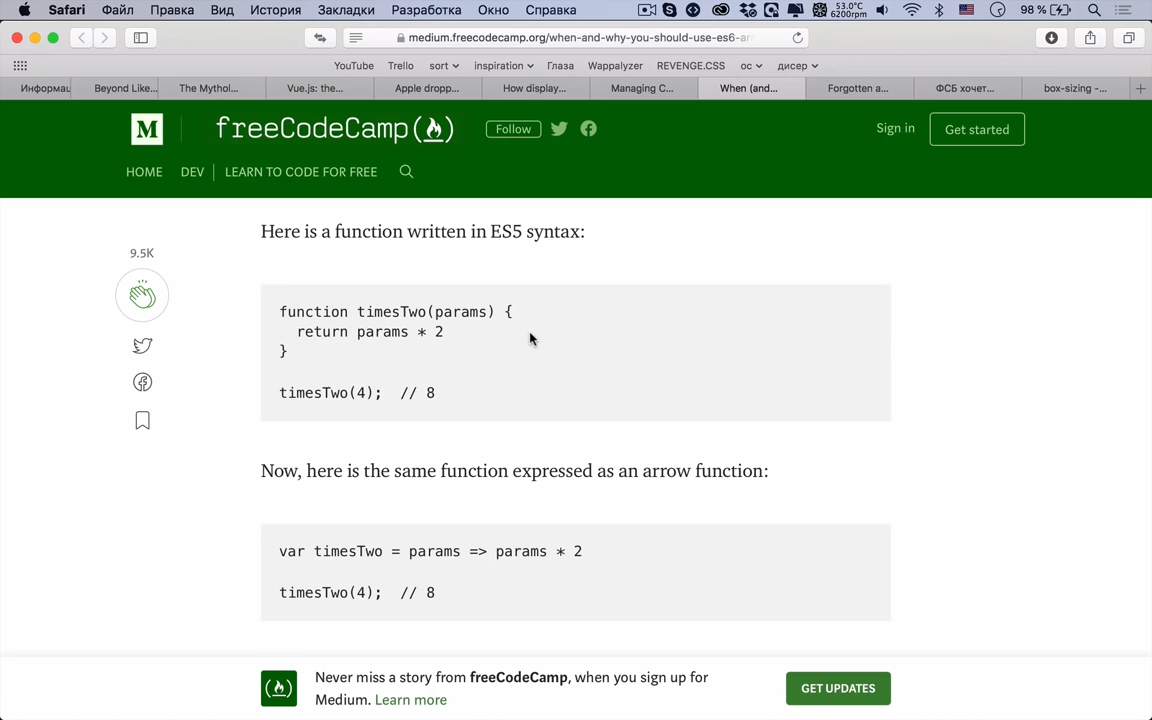 Safari Файл Правка Вид История Закладки Разработка Окно Справка 53.0°C 6200rpm 98 %
medium.freecodecamp.org/when-and-why-you-should-use-es6-arr
YouTube Trello sort inspiration Глаза Wappalyzer REVENGE.CSS ос дисер
Информац Beyond Like... The Mythol... Vue.js: the... Apple dropp... How display... Managing C... When (and... Forgotten a... ФСБ хочет... box-sizing -...
M freeCodeCamp Follow Sign in Get started
HOME DEV LEARN TO CODE FOR FREE
Here is a function written in ES5 syntax:
9.5K
function timesTwo(params) {
return params * 2
}
timesTwo(4); // 8
Now, here is the same function expressed as an arrow function:
var timesTwo = params => params * 2
timesTwo(4); // 8
Never miss a story from freeCodeCamp, when you sign up for
Medium. Learn more
GET UPDATES